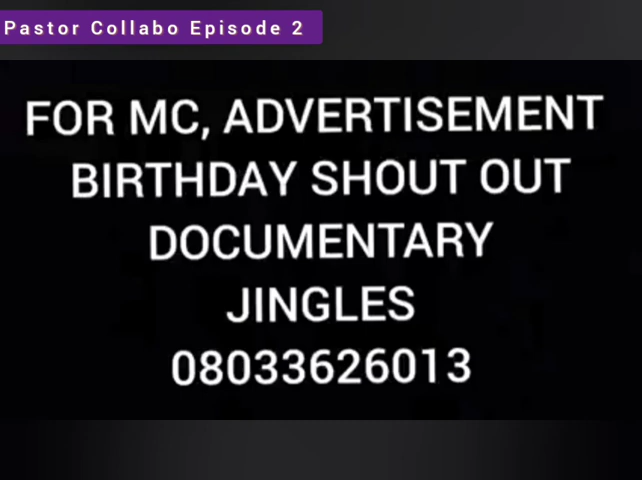 Pastor Collabo Episode 2
FOR MC, ADVERTISEMENT
BIRTHDAY SHOUT OUT
DOCUMENTARY
JINGLES
08033626013